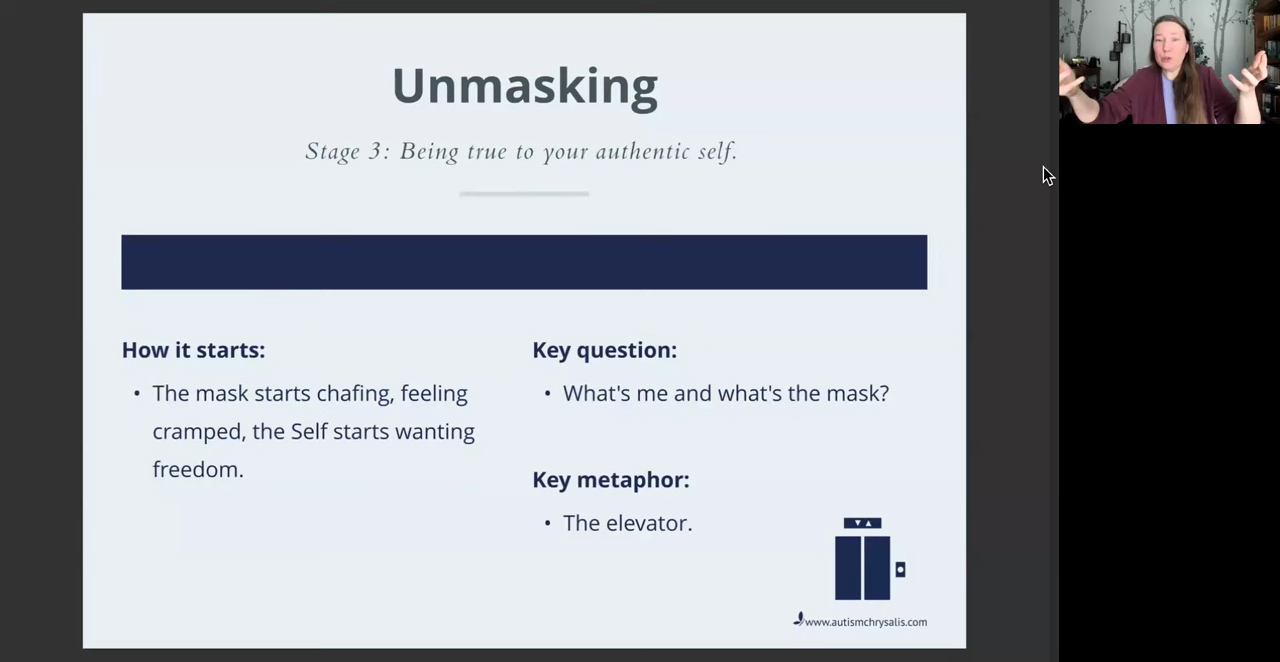 Unmasking
Stage 3: Being true to your authentic self.
How it starts:
• The mask starts chafing, feeling
cramped, the Self starts wanting
freedom.
Key question:
• What's me and what's the mask?
Key metaphor:
• The elevator.
www.autismchrysalis.com